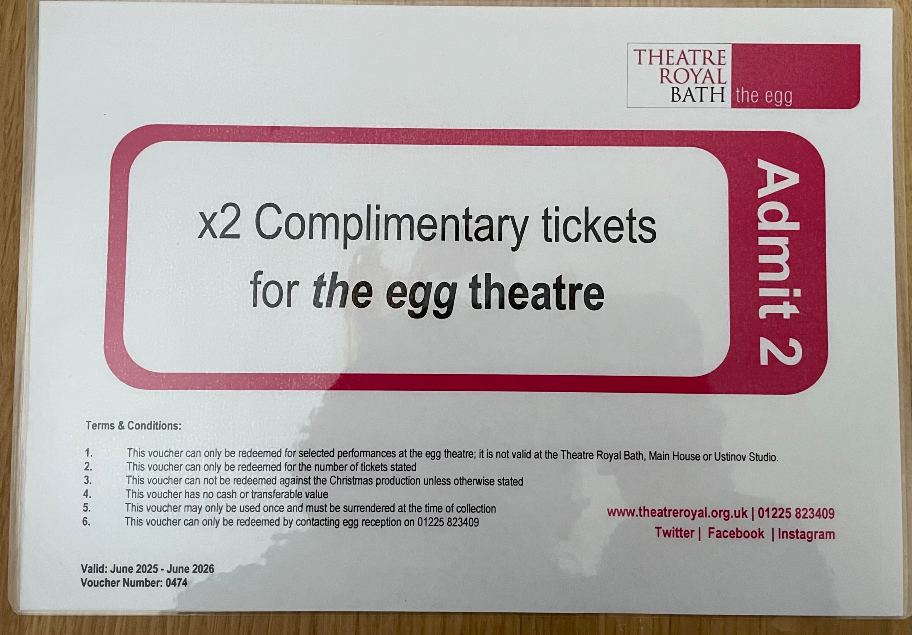 THEATRE
ROYAL
BATH the egg
x2 Complimentary tickets
for the egg theatre
Admit 2
Terms & Conditions:
1. This voucher can only be redeemed for selected performances at the egg theatre; it is not valid at the Theatre Royal Bath, Main House or Ustinov Studio.
2. This voucher can only be redeemed for the number of tickets stated
3. This voucher can not be redeemed against the Christmas production unless otherwise stated
4. This voucher has no cash or transferable value
5. This voucher may only be used once and must be surrendered at the time of collection
6. This voucher can only be redeemed by contacting egg reception on 01225 823409
www.theatreroyal.org.uk | 01225 823409
Twitter | Facebook | Instagram
Valid: June 2025 - June 2026
Voucher Number: 0474